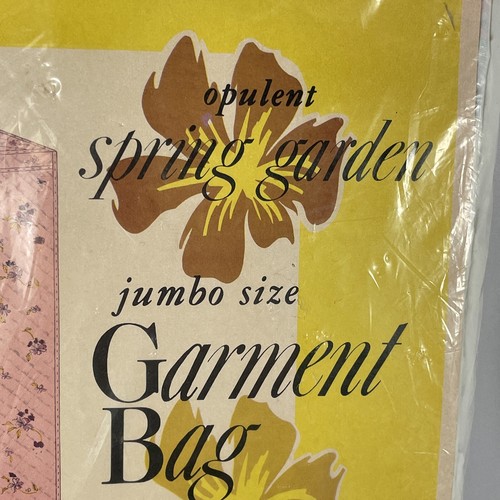 opulent
spring garden
jumbo size
Garment
Bag